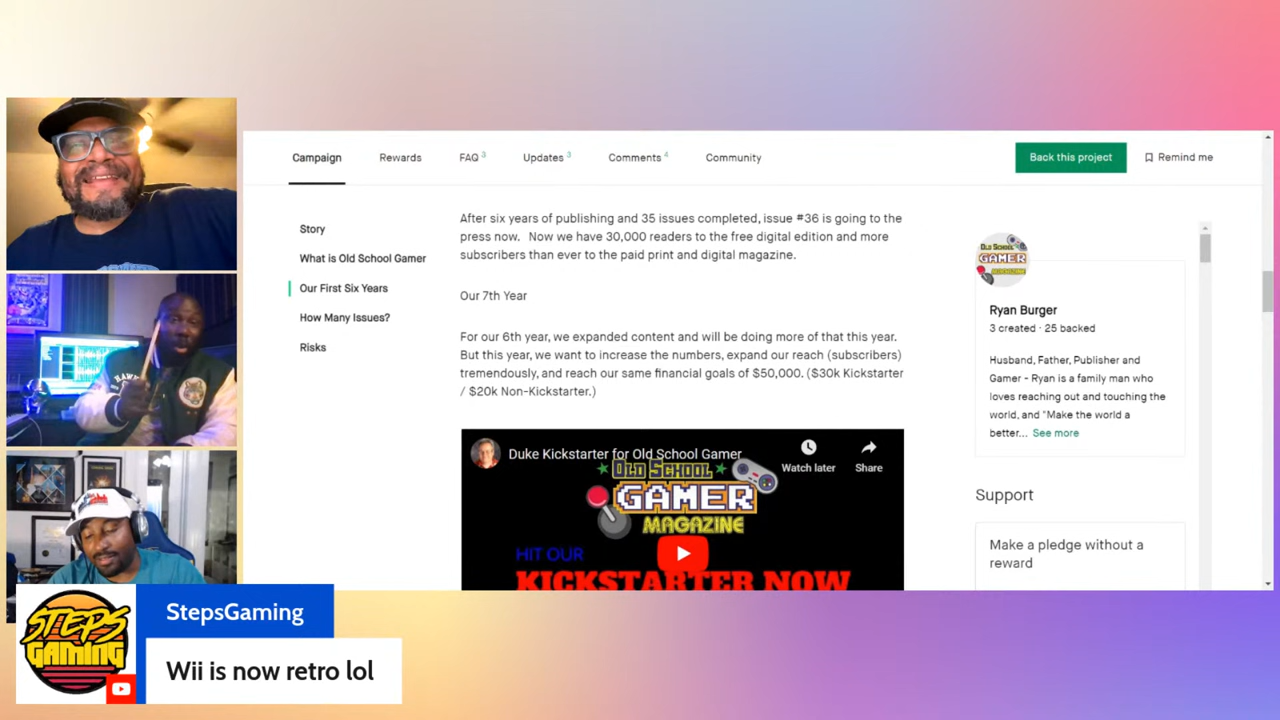 Campaign
Rewards
FAQ 3
Updates 3
Comments 4
Community
Back this project
Remind me
Story
What is Old School Gamer
Our First Six Years
How Many Issues?
Risks
After six years of publishing and 35 issues completed, issue #36 is going to the
press now. Now we have 30,000 readers to the free digital edition and more
subscribers than ever to the paid print and digital magazine.
Our 7th Year
For our 6th year, we expanded content and will be doing more of that this year.
But this year, we want to increase the numbers, expand our reach (subscribers)
tremendously, and reach our same financial goals of $50,000. ($30k Kickstarter
/ $20k Non-Kickstarter.)
Duke Kickstarter for Old School Gamer
Watch later
Share
OLD SCHOOL
GAMER
MAGAZINE
HIT OUR
KICKSTARTER NOW
OLD SCHOOL
GAMER
MAGAZINE
Ryan Burger
3 created · 25 backed
Husband, Father, Publisher and
Gamer - Ryan is a family man who
loves reaching out and touching the
world, and "Make the world a
better... See more
Support
Make a pledge without a
reward
STEPS
GAMING
StepsGaming
Wii is now retro lol